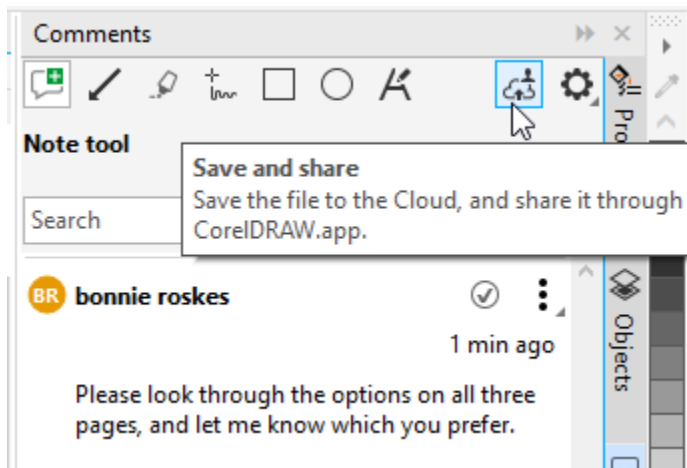 Comments
Note tool
Save and share
Save the file to the Cloud, and share it through
CorelDRAW.app.
Search
BR bonnie roskes
1 min ago
Please look through the options on all three
pages, and let me know which you prefer.
Pro
Objects